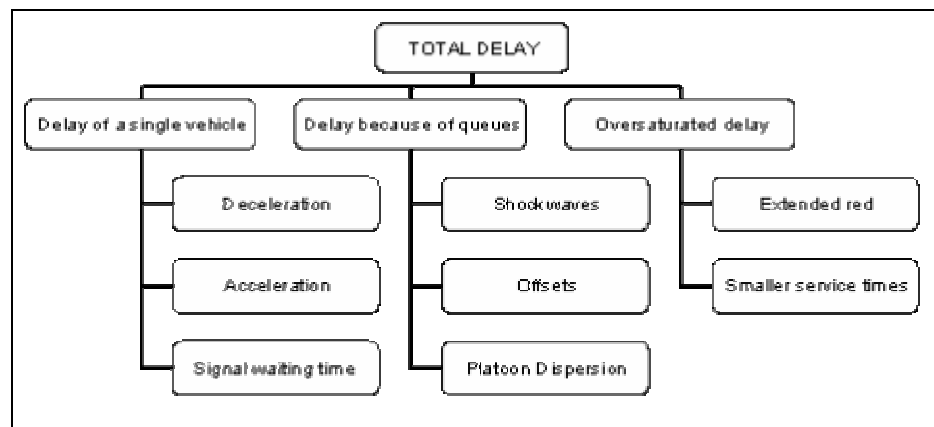 TOTAL DELAY
Delay of a single vehicle
Delay because of queues
Oversaturated delay
Deceleration
Shockwaves
Extended red
Acceleration
Offsets
Smaller service times
Signal waiting time
Platoon Dispersion